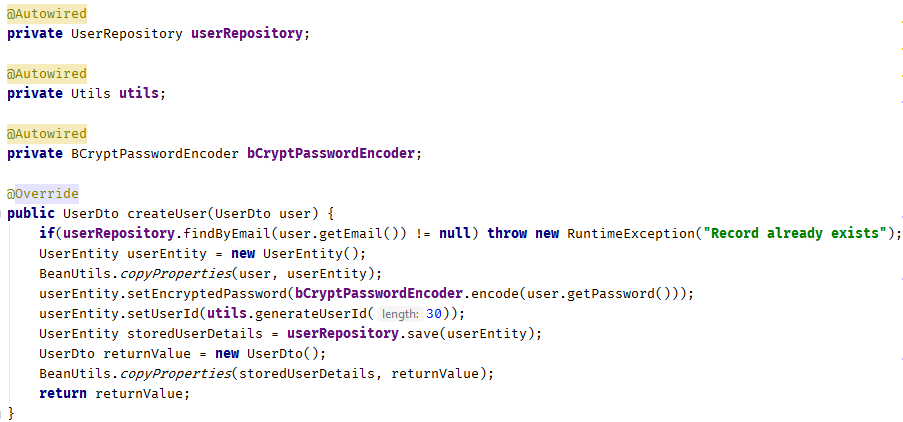 @Autowired
private UserRepository userRepository;
@Autowired
private Utils utils;
@Autowired
private BCryptPasswordEncoder bCryptPasswordEncoder;
@Override
public UserDto createUser(UserDto user) {
if(userRepository.findByEmail(user.getEmail()) != null) throw new RuntimeException("Record already exists");
UserEntity userEntity = new UserEntity();
BeanUtils.copyProperties(user, userEntity);
userEntity.setEncryptedPassword(bCryptPasswordEncoder.encode(user.getPassword()));
userEntity.setUserId(utils.generateUserId( length: 30));
UserEntity storedUserDetails = userRepository.save(userEntity);
UserDto returnValue = new UserDto();
BeanUtils.copyProperties(storedUserDetails, returnValue);
return returnValue;
}